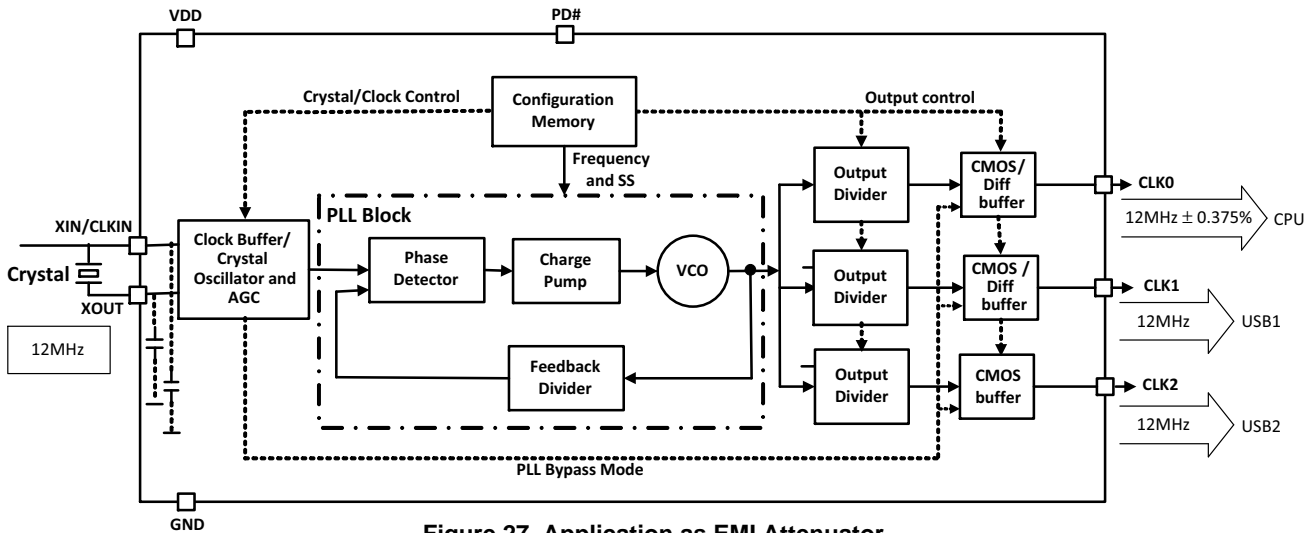 VDD
PD#
Crystal/Clock Control
Configuration
Memory
Output control
Frequency
and SS
Output
Divider
CMOS/
Diff
buffer
CLK0
12MHz ± 0.375%
CPU
PLL Block
XIN/CLKIN
Crystal
XOUT
12MHz
Clock Buffer/
Crystal
Oscillator and
AGC
Phase
Detector
Charge
Pump
VCO
Output
Divider
CMOS /
Diff
buffer
CLK1
12MHz
USB1
Feedback
Divider
Output
Divider
CMOS
buffer
CLK2
12MHz
USB2
PLL Bypass Mode
GND
Figure 27. Application as EMI Attenuator